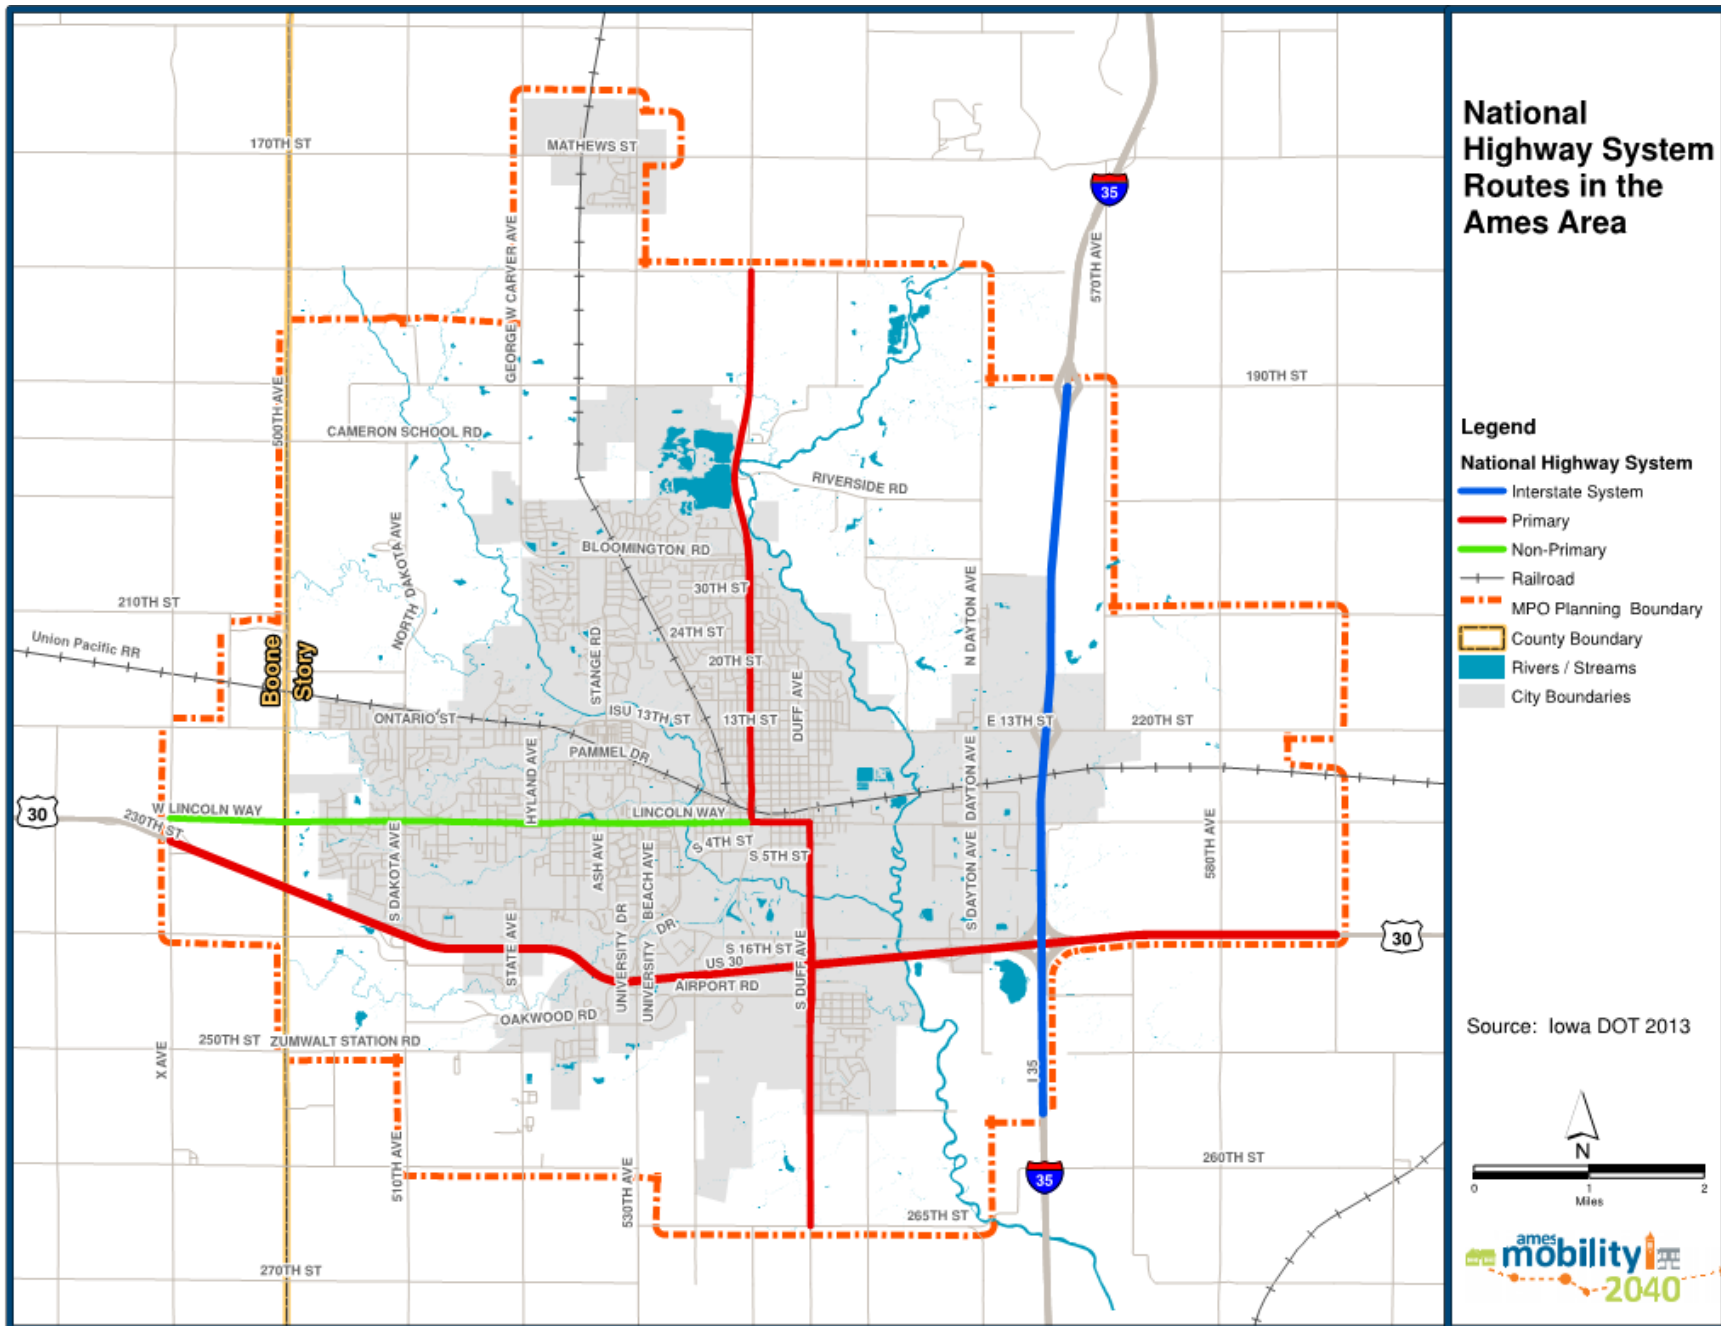 National
Highway System
Routes in the
Ames Area
Legend
National Highway System
Interstate System
Primary
Non-Primary
Railroad
MPO Planning Boundary
County Boundary
Rivers / Streams
City Boundaries
Source: Iowa DOT 2013
N
0 1 2
Miles
ames
mobility
2040
170TH ST
MATHEWS ST
35
570TH AVE
GEORGE W CARVER AVE
190TH ST
500TH AVE
CAMERON SCHOOL RD
RIVERSIDE RD
NORTH DAKOTA AVE
BLOOMINGTON RD
30TH ST
N DAYTON AVE
210TH ST
24TH ST
STANGE RD
20TH ST
Union Pacific RR
Boone
Story
DUFF AVE
ONTARIO ST
ISU 13TH ST
13TH ST
E 13TH ST
220TH ST
PAMMEL DR
HYLAND AVE
DAYTON AVE
30
W LINCOLN WAY
230TH ST
LINCOLN WAY
S 4TH ST
S 5TH ST
S DAKOTA AVE
ASH AVE
BEACH AVE
S DAYTON AVE
580TH AVE
STATE AVE
UNIVERSITY DR
UNIVERSITY
DR
S 16TH ST
US 30
S DUFF AVE
30
AIRPORT RD
OAKWOOD RD
250TH ST
ZUMWALT STATION RD
X AVE
I 35
510TH AVE
530TH AVE
260TH ST
35
265TH ST
270TH ST